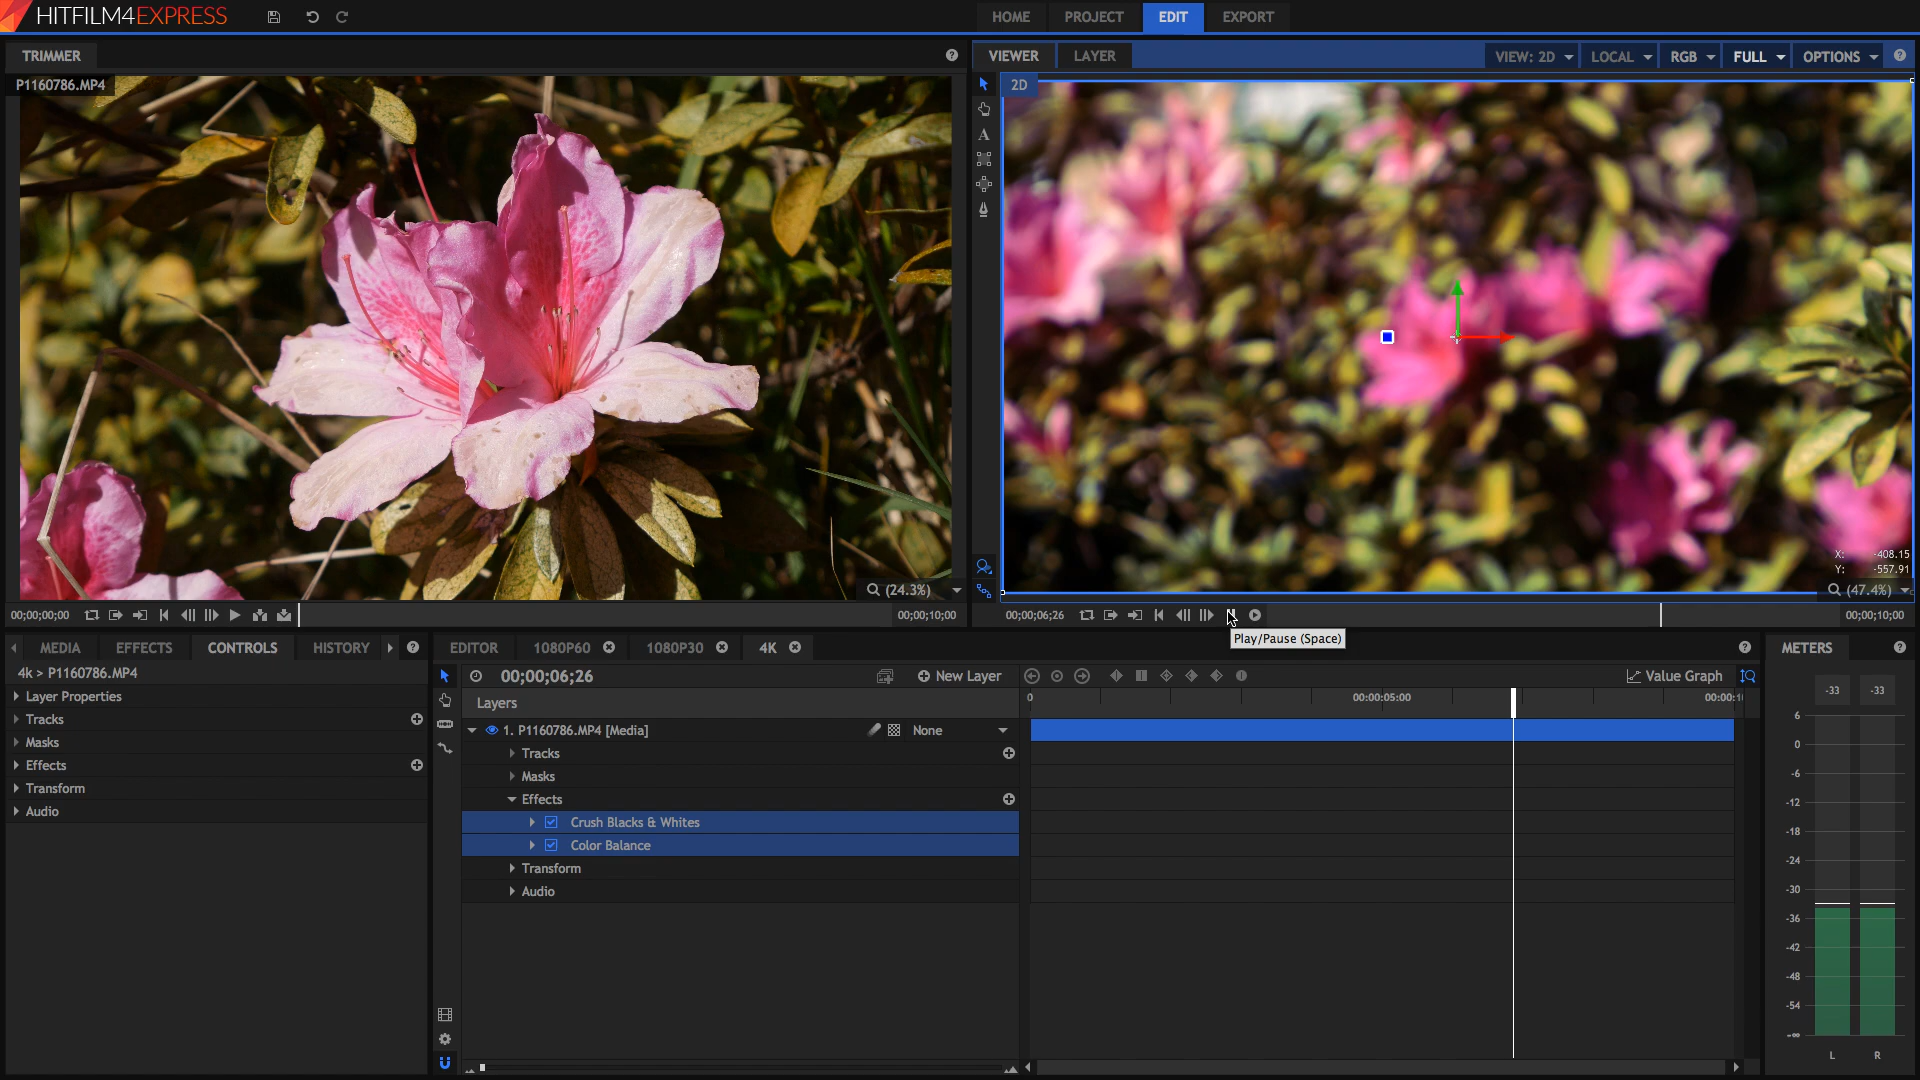 HITFILM4EXPRESS
HOME
PROJECT
EDIT
EXPORT
TRIMMER
P1160786.MP4
VIEWER
LAYER
VIEW: 2D
LOCAL
RGB
FULL
OPTIONS
2D
A
X: -408.15
Y: -557.91
(24.3%)
(47.4%)
00;00;00;00
00;00;10;00
00;00;06;26
00;00;10;00
Play/Pause (Space)
MEDIA
EFFECTS
CONTROLS
HISTORY
4k > P1160786.MP4
Layer Properties
Tracks
Masks
Effects
Transform
Audio
EDITOR
1080P60
1080P30
4K
00;00;06;26
New Layer
Value Graph
Layers
0
00:00:05:00
1. P1160786.MP4 [Media]
None
Tracks
Masks
Effects
Crush Blacks & Whites
Color Balance
Transform
Audio
METERS
-33 -33
6
0
-6
-12
-18
-24
-30
-36
-42
-48
-54
-∞
L R